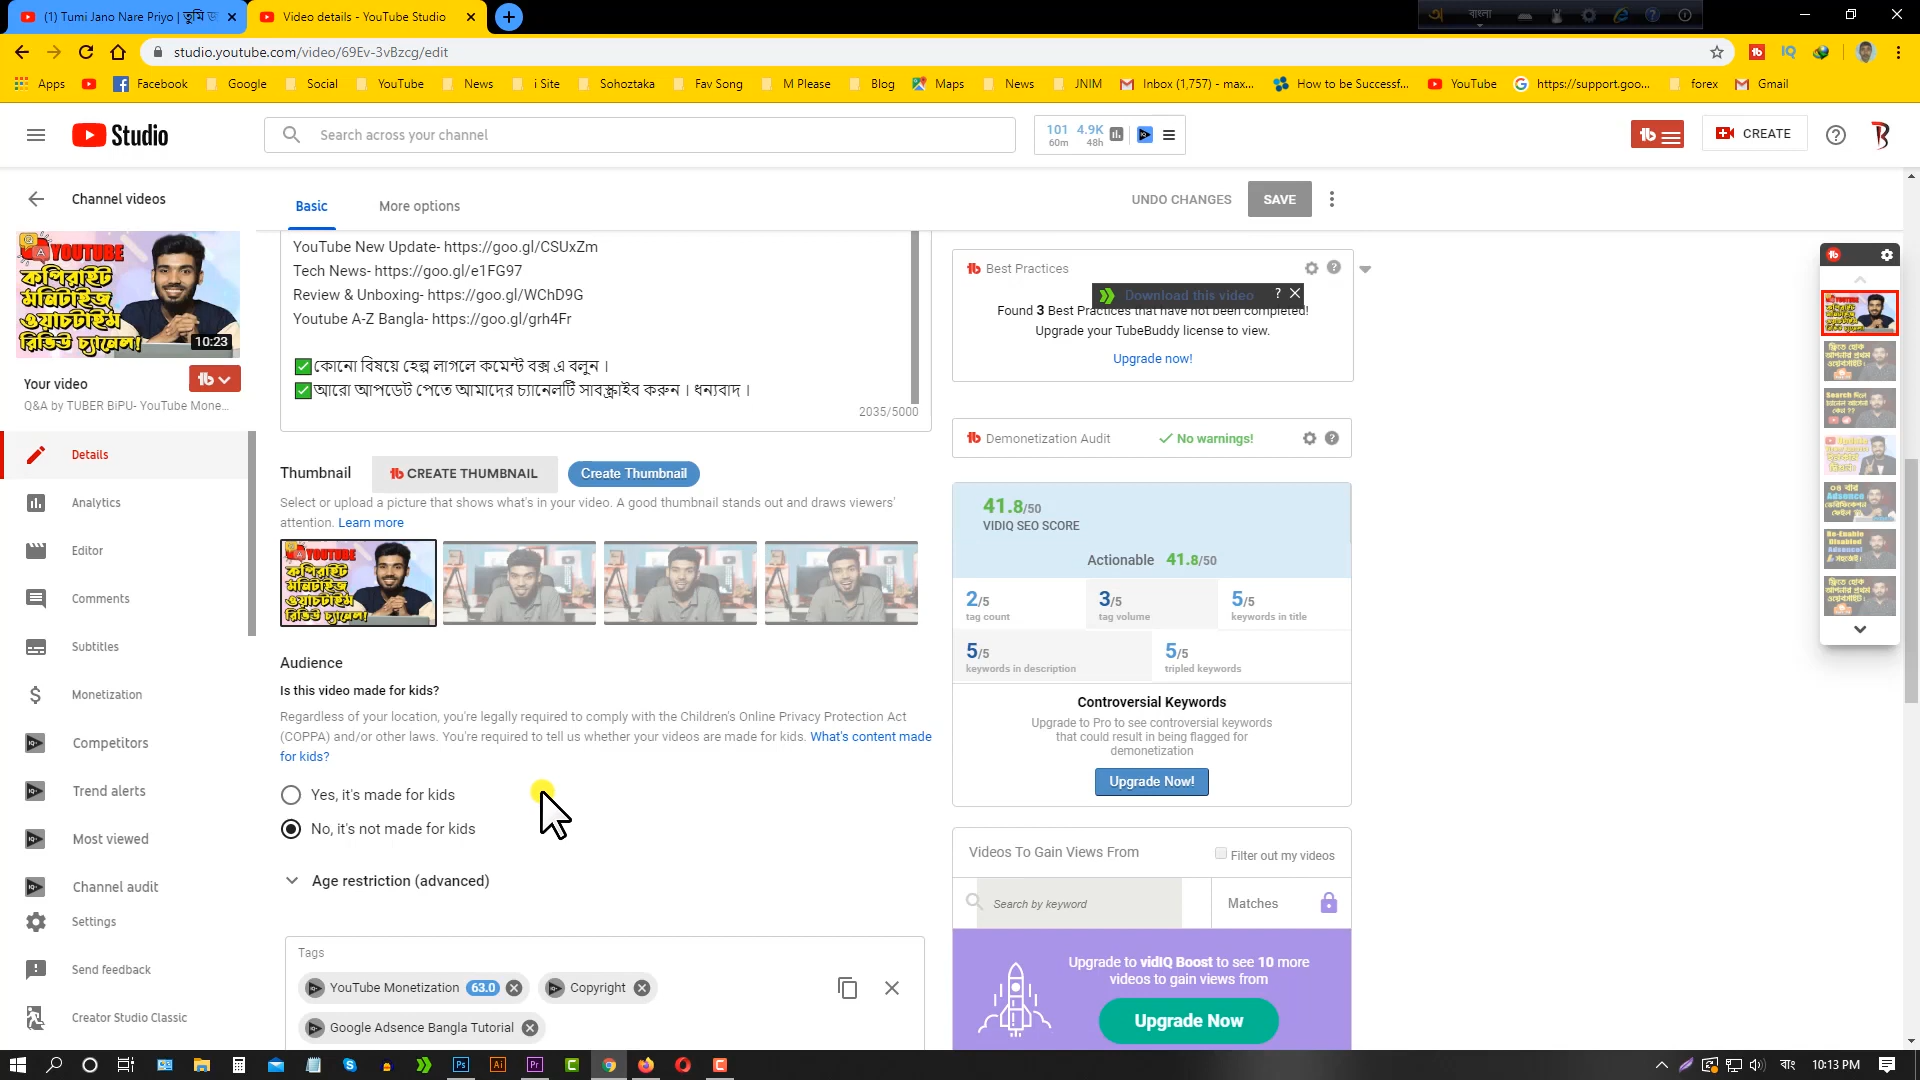 (1) Tumi Jano Nare Priyo | তুমি জা
Video details - YouTube Studio
বাংলা
studio.youtube.com/video/69Ev-3vBzcg/edit
Apps
Facebook
Google
Social
YouTube
News
i Site
Sohoztaka
Fav Song
M Please
Blog
Maps
News
JNIM
Inbox (1,757) - max...
How to be Successf...
YouTube
https://support.goo...
forex
Gmail
Studio
Search across your channel
101 4.9K
60m 48h
CREATE
Channel videos
Basic
More options
UNDO CHANGES
SAVE
YOUTUBE
কপিরাইট
মনিটাইজ
ওয়াচটাইম
রিভিউ চ্যানেল!
10:23
Your video
Q&A by TUBER BiPU- YouTube Mone...
Details
Analytics
Editor
Comments
Subtitles
Monetization
Competitors
Trend alerts
Most viewed
Channel audit
Settings
Send feedback
Creator Studio Classic
YouTube New Update- https://goo.gl/CSUxZm
Tech News- https://goo.gl/e1FG97
Review & Unboxing- https://goo.gl/WChD9G
Youtube A-Z Bangla- https://goo.gl/grh4Fr
✅কোনো বিষয়ে হেল্প লাগলে কমেন্ট বক্স এ বলুন।
✅আরো আপডেট পেতে আমাদের চ্যানেলটি সাবস্ক্রাইব করুন। ধন্যবাদ।
2035/5000
Thumbnail
CREATE THUMBNAIL
Create Thumbnail
Select or upload a picture that shows what's in your video. A good thumbnail stands out and draws viewers'
attention. Learn more
YOUTUBE
কপিরাইট
মনিটাইজ
ওয়াচটাইম
রিভিউ চ্যানেল!
Audience
Is this video made for kids?
Regardless of your location, you're legally required to comply with the Children's Online Privacy Protection Act
(COPPA) and/or other laws. You're required to tell us whether your videos are made for kids. What's content made
for kids?
Yes, it's made for kids
No, it's not made for kids
Age restriction (advanced)
Tags
YouTube Monetization 63.0
Copyright
Google Adsence Bangla Tutorial
Best Practices
Download this video ?
Found 3 Best Practices that have not been completed!
Upgrade your TubeBuddy license to view.
Upgrade now!
Demonetization Audit
No warnings!
41.8/50
VIDIQ SEO SCORE
Actionable 41.8/50
2/5
tag count
3/5
tag volume
5/5
keywords in title
5/5
keywords in description
5/5
tripled keywords
Controversial Keywords
Upgrade to Pro to see controversial keywords
that could result in being flagged for
demonetization
Upgrade Now!
Videos To Gain Views From
Filter out my videos
Search by keyword
Matches
Upgrade to vidIQ Boost to see 10 more
videos to gain views from
Upgrade Now
বাং
10:13 PM